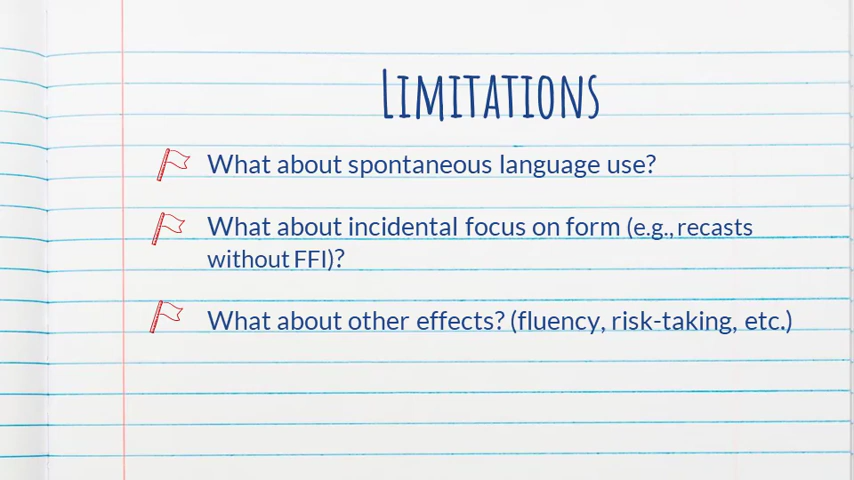 Limitations
What about spontaneous language use?
What about incidental focus on form (e.g., recasts
without FFI)?
What about other effects? (fluency, risk-taking, etc.)